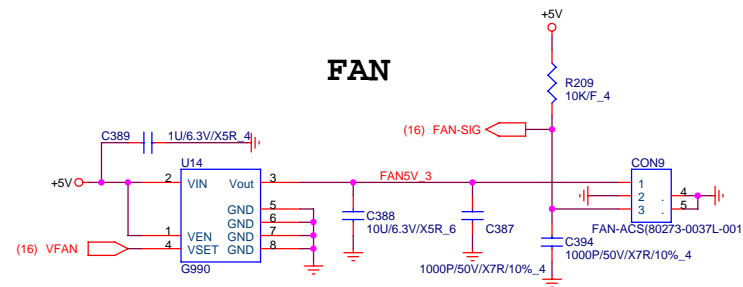 +5V
FAN
R209
10K/F_4
(16) FAN-SIG
C389
1U/6.3V/X5R_4
U14
CON9
+5V
2 VIN Vout 3
FAN5V_3
1
2 . 4
3 . 5
GND 5
GND 6
1 VEN GND 7
(16) VFAN
4 VSET GND 8
G990
C388
10U/6.3V/X5R_6
C387
1000P/50V/X7R/10%_4
FAN-ACS(80273-0037L-001
C394
1000P/50V/X7R/10%_4